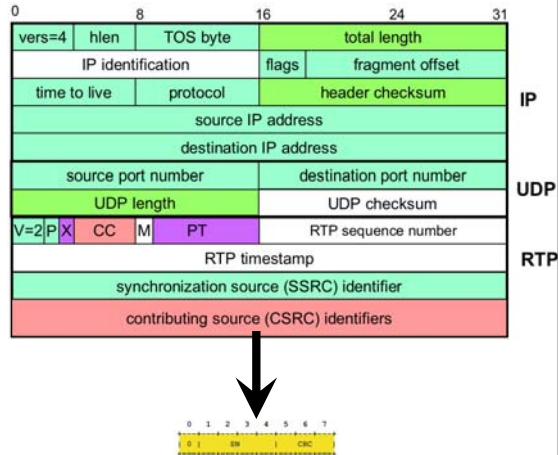 0 8 16 24 31
vers=4 hlen TOS byte total length
IP identification flags fragment offset
time to live protocol header checksum
IP
source IP address
destination IP address
source port number destination port number
UDP
UDP length UDP checksum
V=2 P X CC M PT RTP sequence number
RTP timestamp
RTP
synchronization source (SSRC) identifier
contributing source (CSRC) identifiers
0 1 2 3 4 5 6 7
0 | SN | CRC |